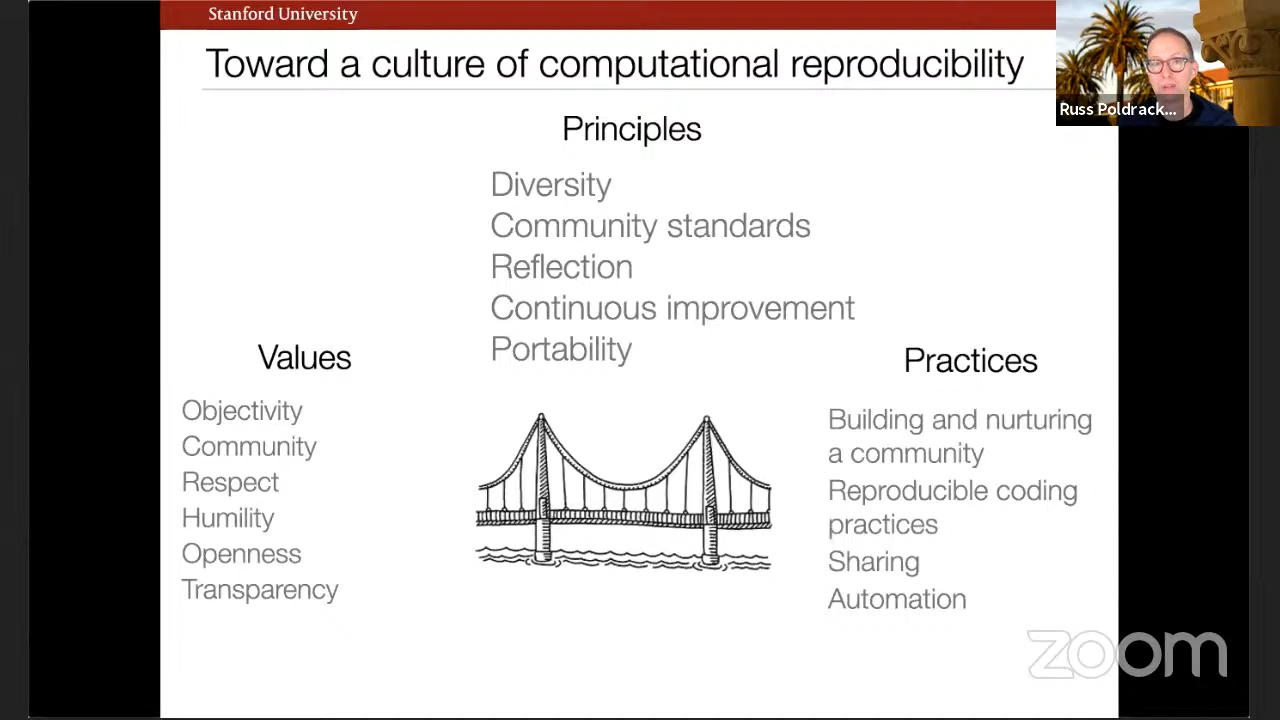 Stanford University
Toward a culture of computational reproducibility
Russ Poldrack...
Principles
Diversity
Community standards
Reflection
Continuous improvement
Portability
Values
Objectivity
Community
Respect
Humility
Openness
Transparency
Practices
Building and nurturing
a community
Reproducible coding
practices
Sharing
Automation
zoom